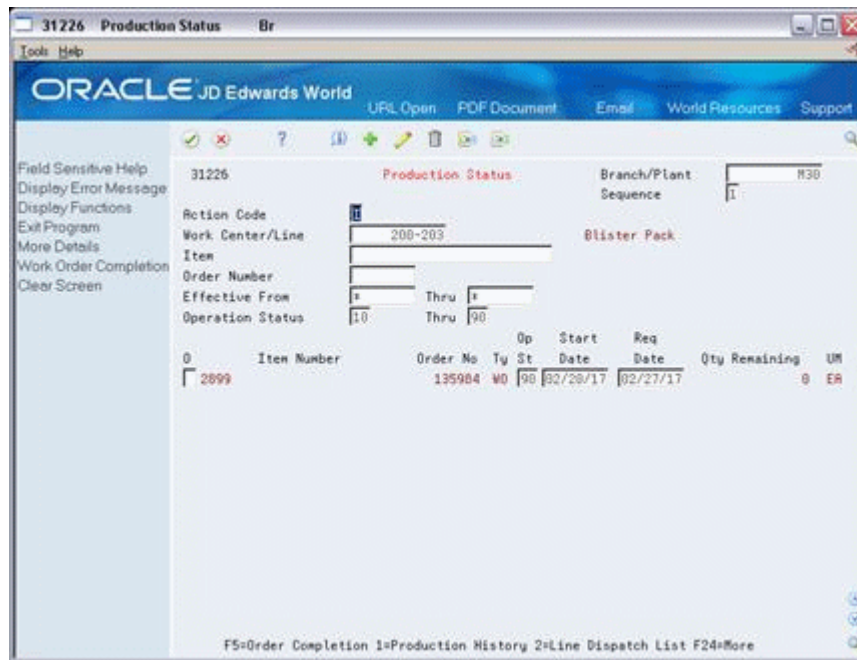 31226 Production Status Br
Tools Help
ORACLE JD Edwards World
URL Open PDF Document Email World Resources Support
Field Sensitive Help
Display Error Message
Display Functions
Exit Program
More Details
Work Order Completion
Clear Screen
31226 Production Status Branch/Plant M30
Sequence I
Action Code I
Work Center/Line 200-203 Blister Pack
Item
Order Number
Effective From * Thru *
Operation Status 10 Thru 90
Op Start Req
O Item Number Order No Ty St Date Date Qty Remaining UM
2899 135984 WO 90 02/20/17 02/27/17 0 EA
F5=Order Completion 1=Production History 2=Line Dispatch List F24=More